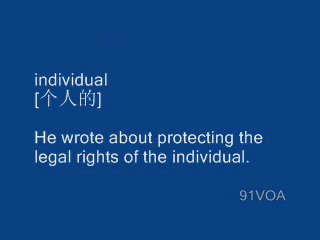 individual
[个人的]
He wrote about protecting the
legal rights of the individual.
91VOA